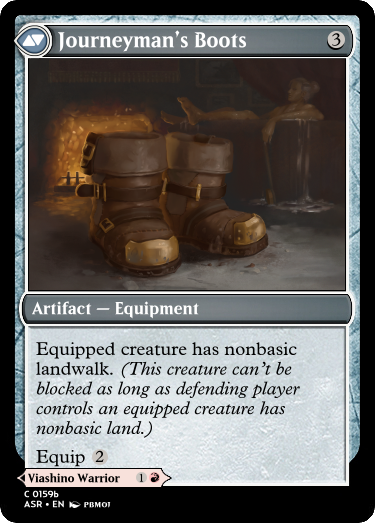 Journeyman's Boots 3
Artifact — Equipment
Equipped creature has nonbasic
landwalk. (This creature can't be
blocked as long as defending player
controls an equipped creature has
nonbasic land.)
Equip 2
Viashino Warrior 1
C 0159b
ASR • EN PBMOJ